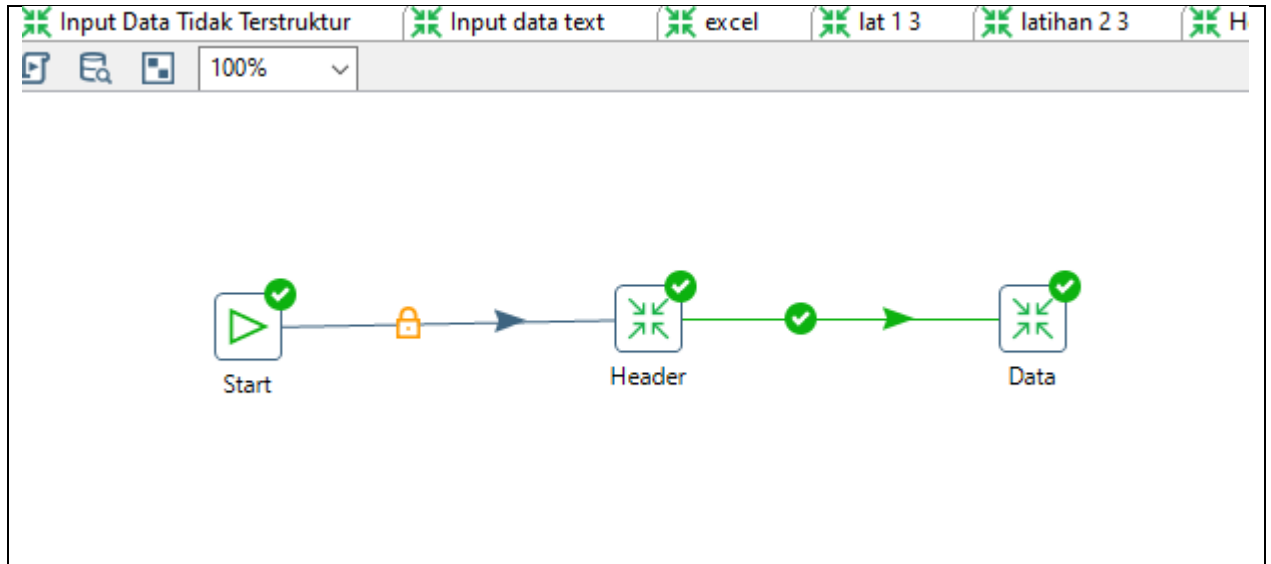 Input Data Tidak Terstruktur Input data text excel lat 1 3 latihan 2 3
100%
Start Header Data